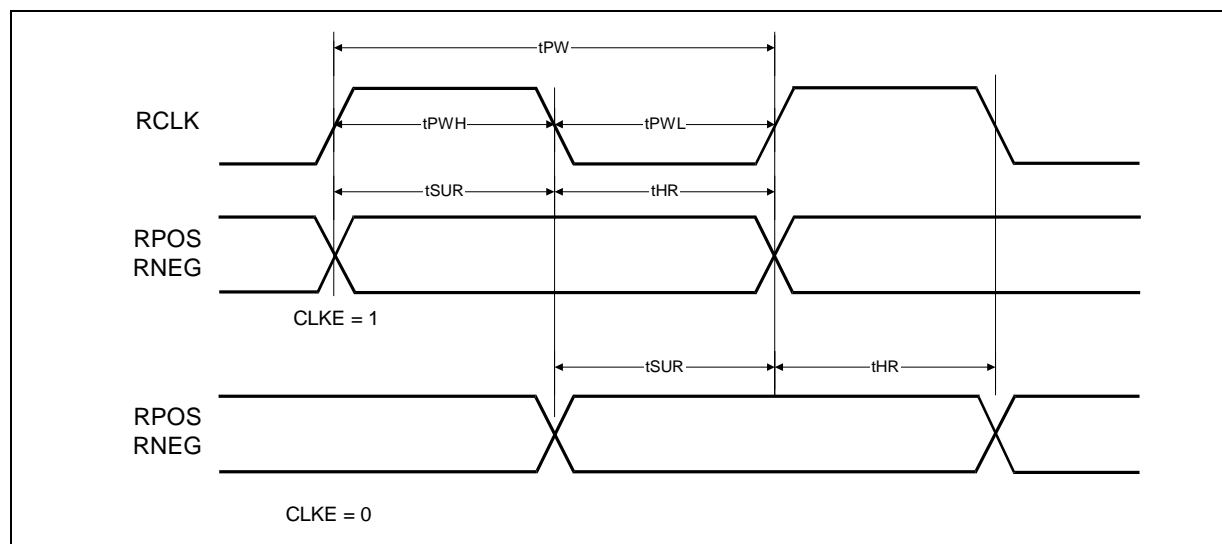 tPW
RCLK
tPWH
tPWL
tSUR
tHR
RPOS
RNEG
CLKE = 1
tSUR
tHR
RPOS
RNEG
CLKE = 0